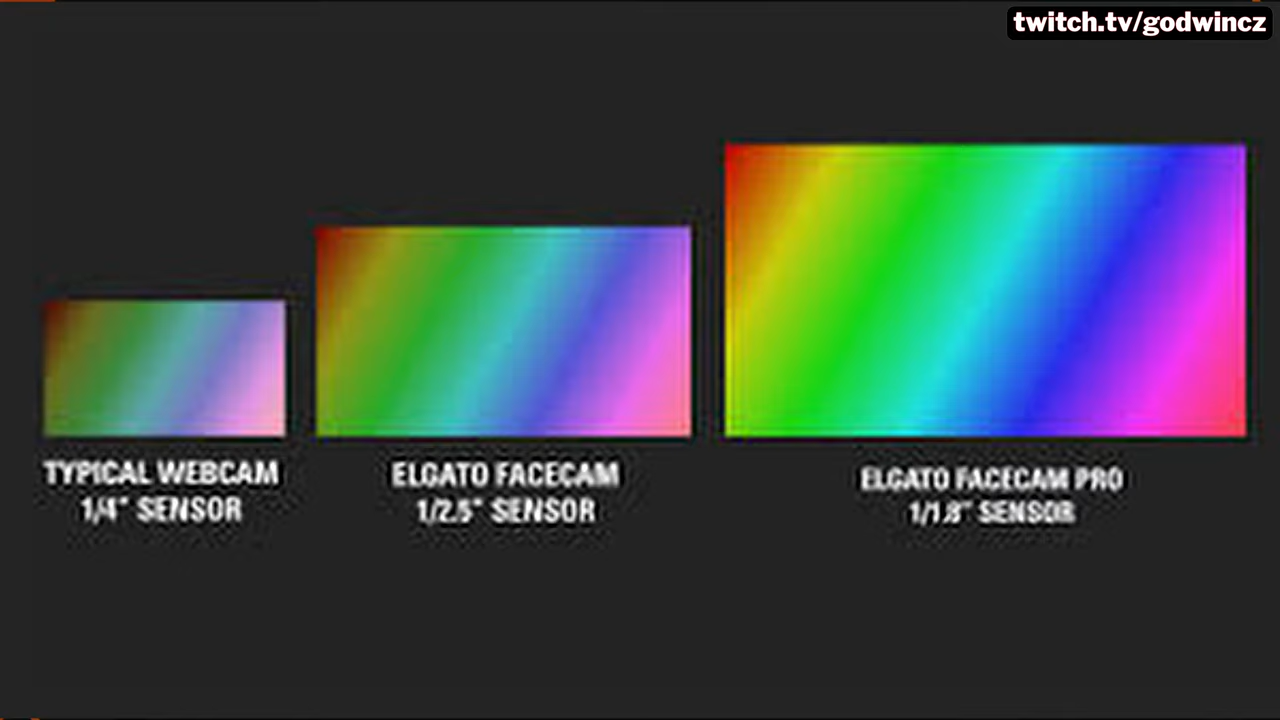 twitch.tv/godwincz
TYPICAL WEBCAM
1/4" SENSOR
ELGATO FACECAM
1/2.5" SENSOR
ELGATO FACECAM PRO
1/1.8" SENSOR